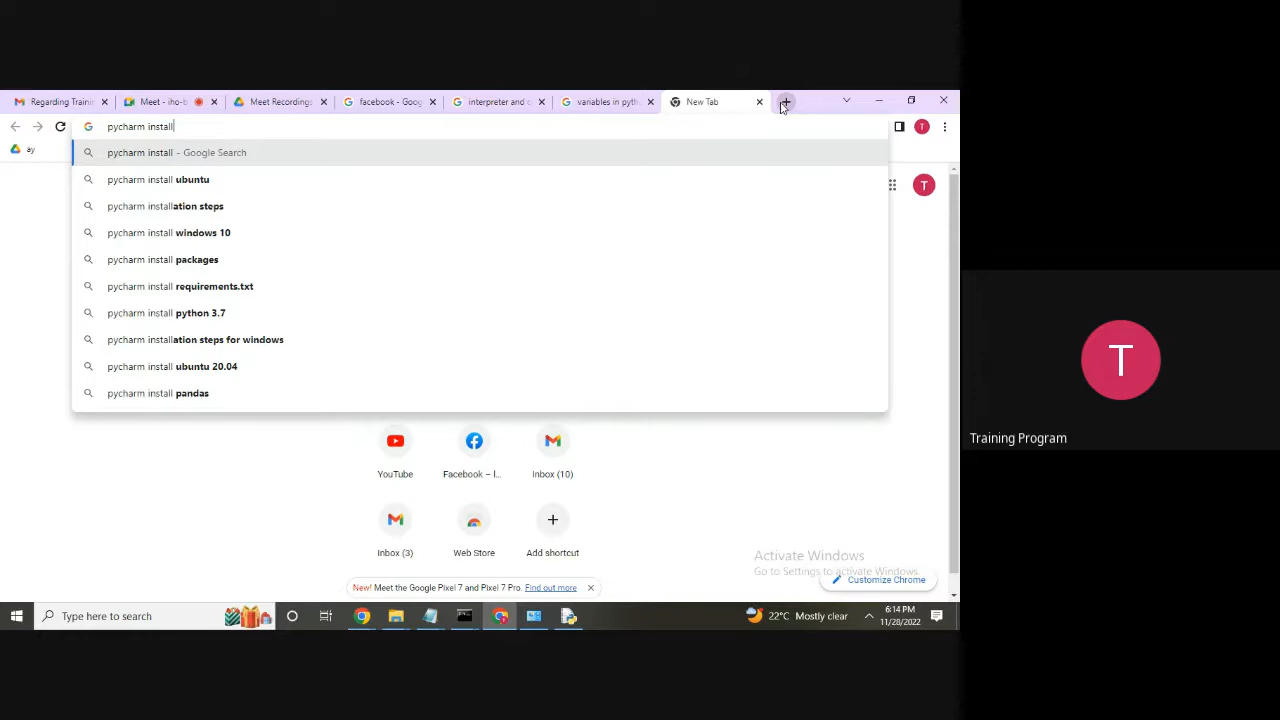 Regarding Trainin
Meet - iho-b
Meet Recordings
facebook - Goog
interpreter and c
variables in pyth
New Tab
pycharm install
T
ay
pycharm install - Google Search
pycharm install ubuntu
T
pycharm installation steps
pycharm install windows 10
pycharm install packages
pycharm install requirements.txt
pycharm install python 3.7
pycharm installation steps for windows
pycharm install ubuntu 20.04
pycharm install pandas
T
Training Program
YouTube
Facebook – l...
Inbox (10)
Inbox (3)
Web Store
Add shortcut
Activate Windows
Go to Settings to activate Windows.
Customize Chrome
New! Meet the Google Pixel 7 and Pixel 7 Pro. Find out more
Type here to search
22°C Mostly clear
6:14 PM
11/28/2022